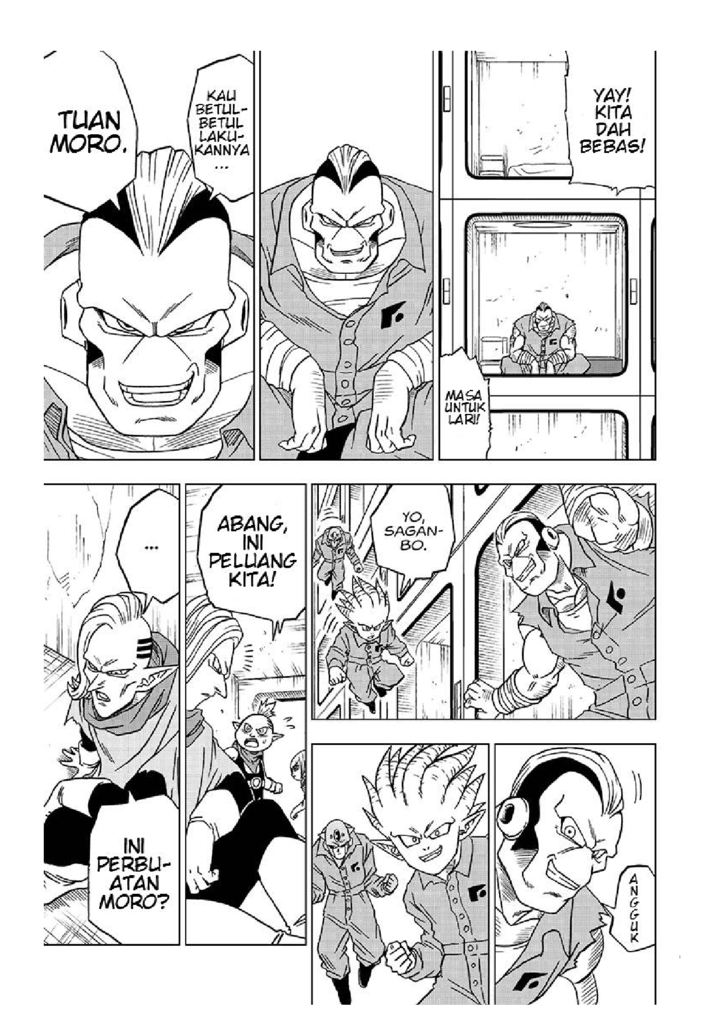 YAY!
KITA
DAH
BEBAS!
MASA
UNTUK
LARI!
KAU
BETUL-
BETUL
LAKU-
KANNYA
...
TUAN
MORO.
YO,
SAGAN-
BO.
ANGGUK
ABANG,
INI
PELUANG
KITA!
...
INI
PERBU-
ATAN
MORO?